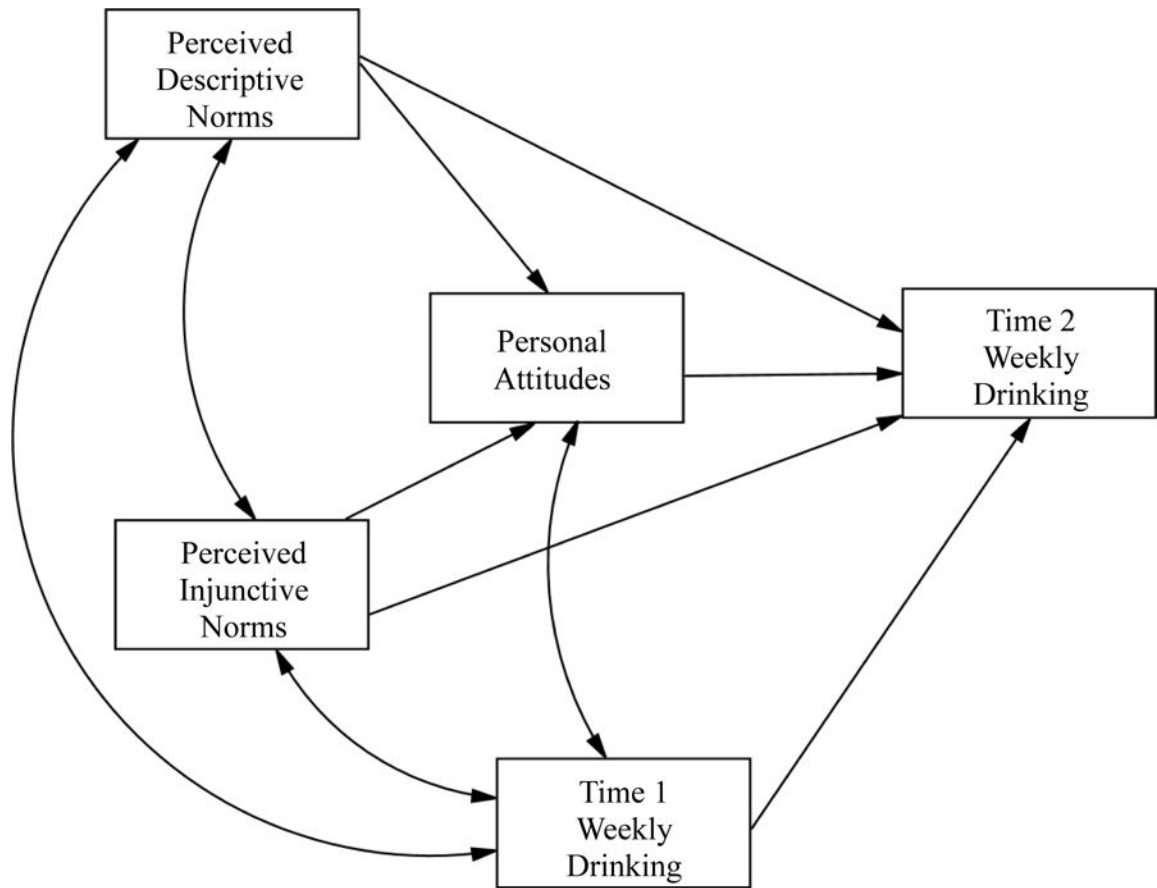 Perceived
Descriptive
Norms
Personal
Attitudes
Time 2
Weekly
Drinking
Perceived
Injunctive
Norms
Time 1
Weekly
Drinking